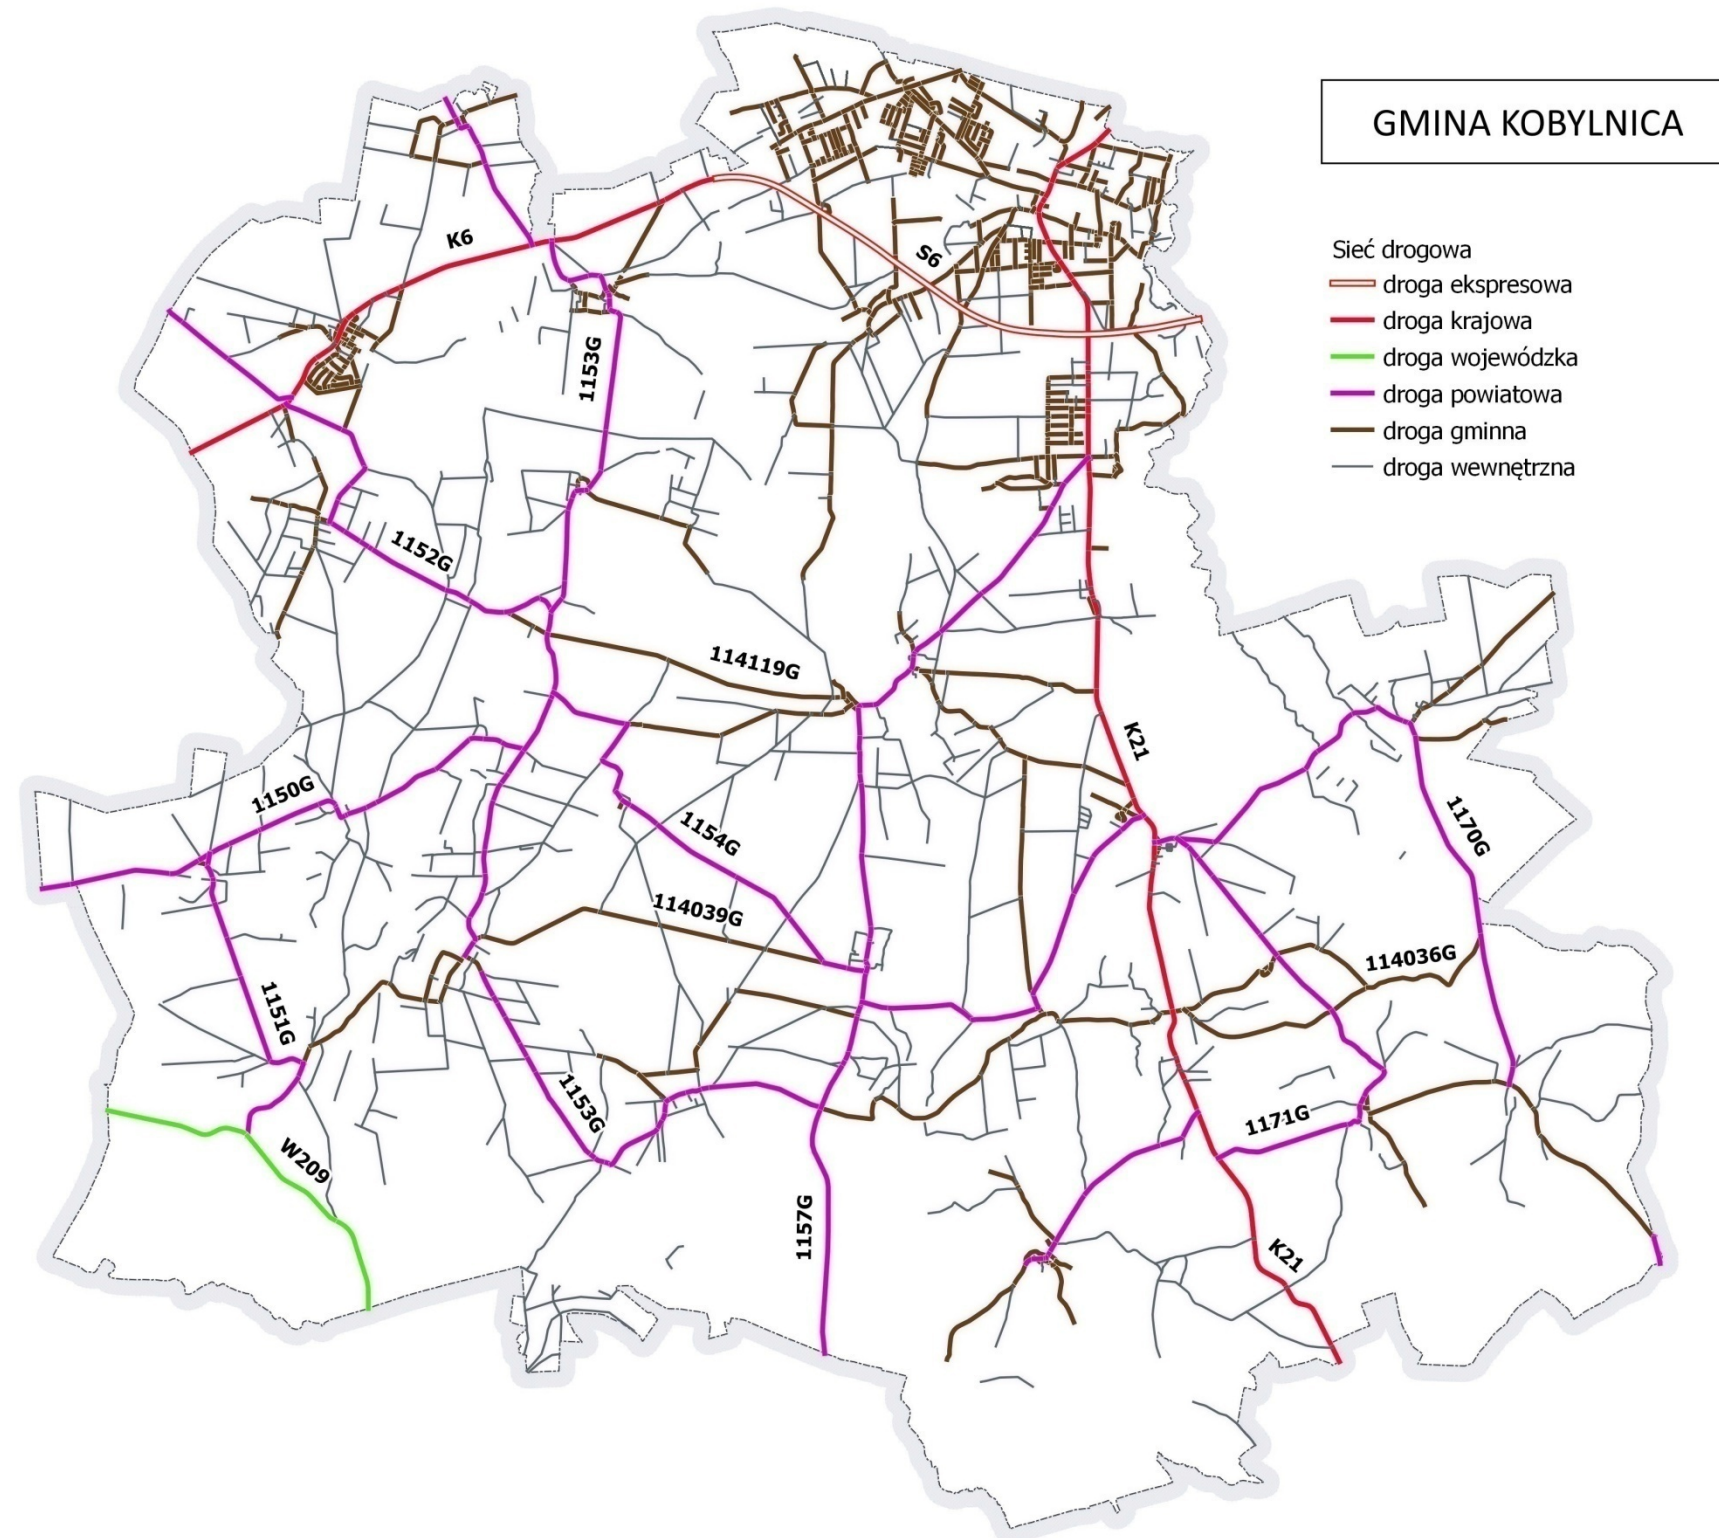 GMINA KOBYLNICA
Sieć drogowa
droga ekspresowa
droga krajowa
droga wojewódzka
droga powiatowa
droga gminna
droga wewnętrzna
K6
S6
1153G
1152G
114119G
K21
1150G
1154G
1170G
114039G
114036G
1151G
1153G
1171G
W209
1157G
K21